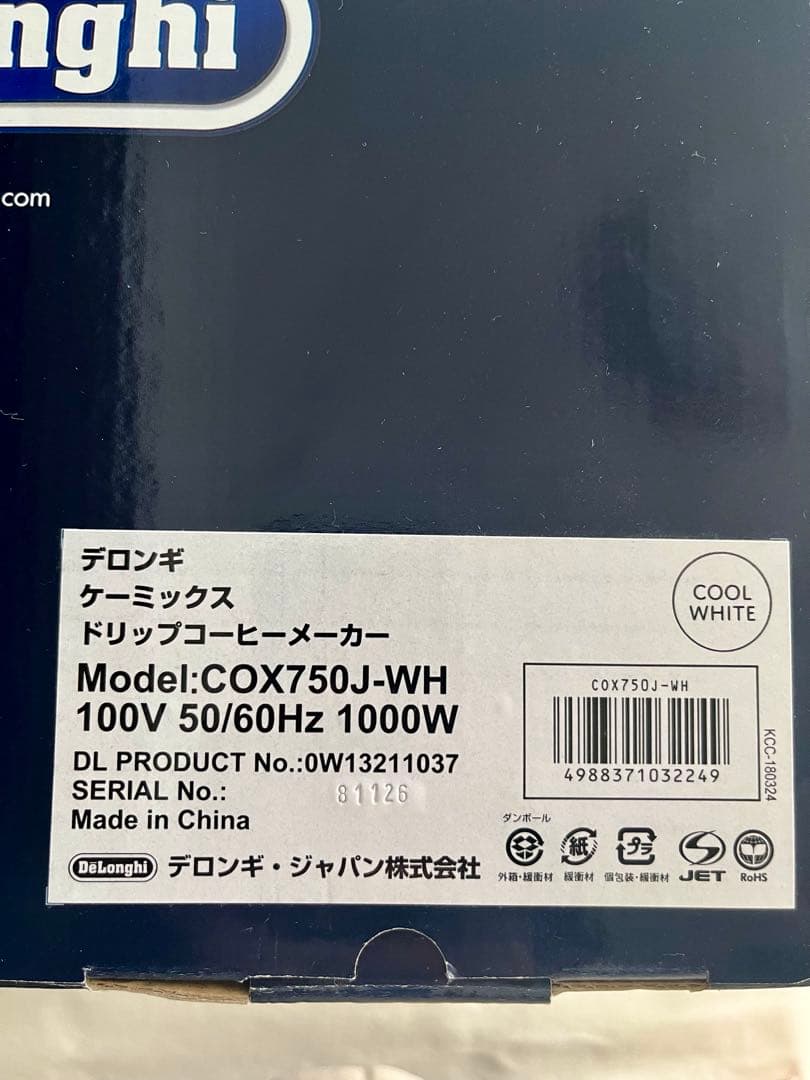 nghi
com
デロンギ
ケーミックス
ドリップコーヒーメーカー
Model:COX750J-WH
100V 50/60Hz 1000W
DL PRODUCT No.:0W13211037
SERIAL No.: 81126
Made in China
DeLonghi デロンギ・ジャパン株式会社
COOL
WHITE
COX750J-WH
4988371032249
KCC-180324
ダンボール
紙
プラ
外箱・緩衝材 緩衝材 個包装・緩衝材 JET RoHS